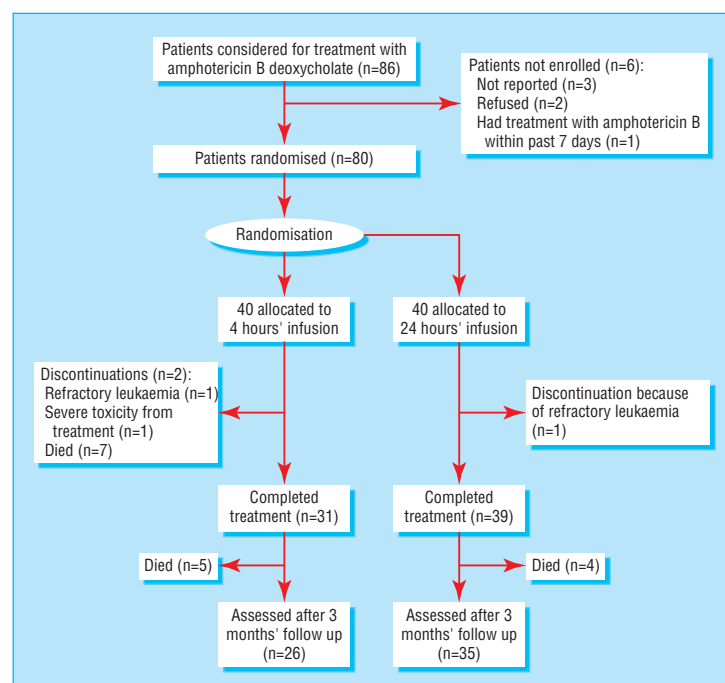 Patients considered for treatment with
amphotericin B deoxycholate (n=86)
Patients not enrolled (n=6):
Not reported (n=3)
Refused (n=2)
Had treatment with amphotericin B
within past 7 days (n=1)
Patients randomised (n=80)
Randomisation
40 allocated to
4 hours' infusion
40 allocated to
24 hours' infusion
Discontinuations (n=2):
Refractory leukaemia (n=1)
Severe toxicity from
treatment (n=1)
Died (n=7)
Discontinuation because
of refractory leukaemia
(n=1)
Completed
treatment (n=31)
Completed
treatment (n=39)
Died (n=5)
Died (n=4)
Assessed after 3
months' follow up
(n=26)
Assessed after 3
months' follow up
(n=35)